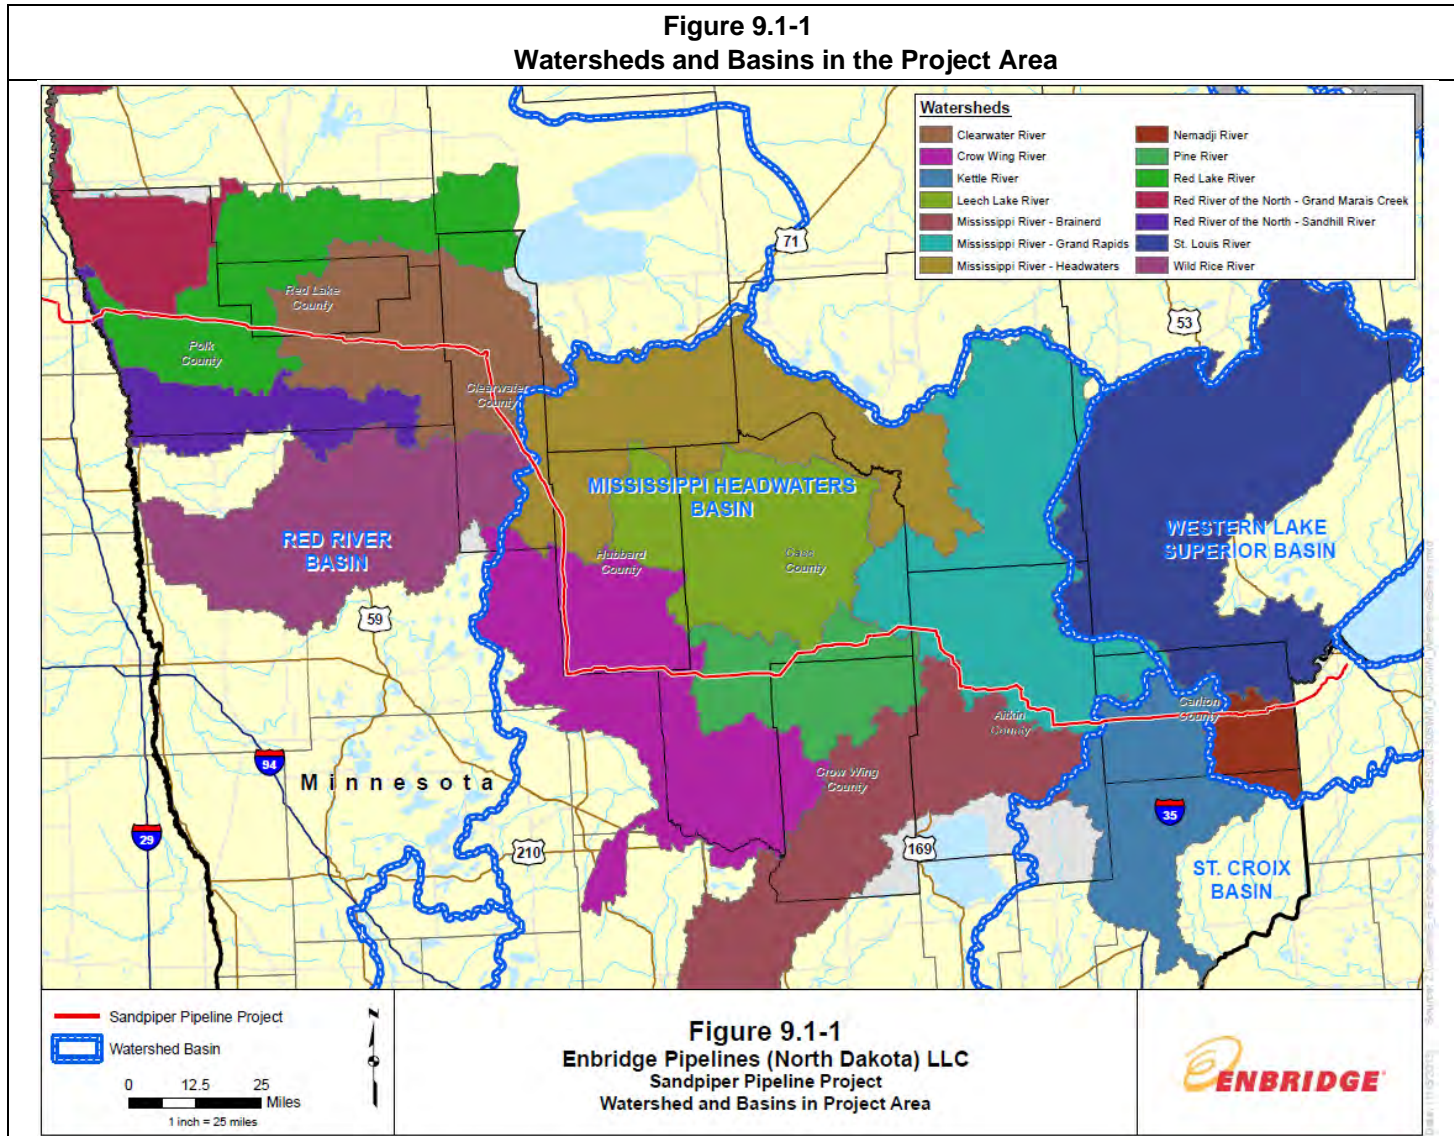 Figure 9.1-1
Watersheds and Basins in the Project Area
Watersheds
Clearwater River
Crow Wing River
Kettle River
Leech Lake River
Mississippi River - Brainerd
Mississippi River - Grand Rapids
Mississippi River - Headwaters
Nemadji River
Pine River
Red Lake River
Red River of the North - Grand Marais Creek
Red River of the North - Sandhill River
St. Louis River
Wild Rice River
71
53
Red Lake
County
Polk
County
Clearwater
County
MISSISSIPPI HEADWATERS
BASIN
RED RIVER
BASIN
WESTERN LAKE
SUPERIOR BASIN
Hubbard
County
Cass
County
59
Aitkin
County
Carlton
County
94
Minnesota
Crow Wing
County
35
29
210
169
ST. CROIX
BASIN
Sandpiper Pipeline Project
Watershed Basin
0 12.5 25
Miles
1 inch = 25 miles
N
Figure 9.1-1
Enbridge Pipelines (North Dakota) LLC
Sandpiper Pipeline Project
Watershed and Basins in Project Area
ENBRIDGE